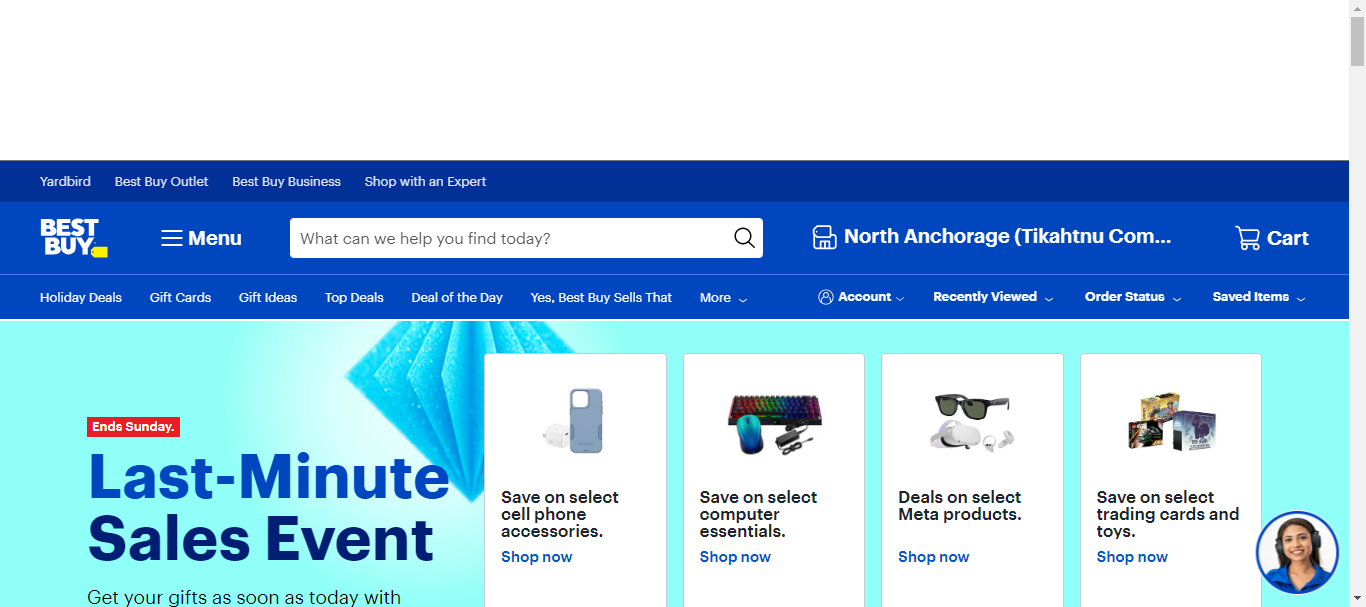 Yardbird
Best Buy Outlet
Best Buy Business
Shop with an Expert
BEST
BUY
Menu
What can we help you find today?
North Anchorage (Tikahtnu Com...
Cart
Holiday Deals
Gift Cards
Gift Ideas
Top Deals
Deal of the Day
Yes, Best Buy Sells That
More
Account
Recently Viewed
Order Status
Saved Items
Ends Sunday.
Last-Minute
Sales Event
Get your gifts as soon as today with
Save on select
cell phone
accessories.
Shop now
Save on select
computer
essentials.
Shop now
Deals on select
Meta products.
Shop now
Save on select
trading cards and
toys.
Shop now